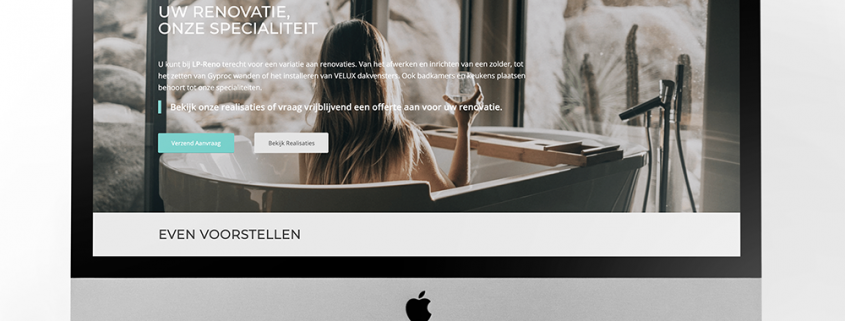 UW RENOVATIE,
ONZE SPECIALITEIT
U kunt bij LP-Reno terecht voor een variatie aan renovaties. Van het afwerken en inrichten van een zolder, tot
het zetten van Gyproc wanden of het installeren van VELUX dakvensters. Ook badkamers en keukens plaatsen
behoort tot onze specialiteiten.
Bekijk onze realisaties of vraag vrijblijvend een offerte aan voor uw renovatie.
Verzend Aanvraag
Bekijk Realisaties
EVEN VOORSTELLEN